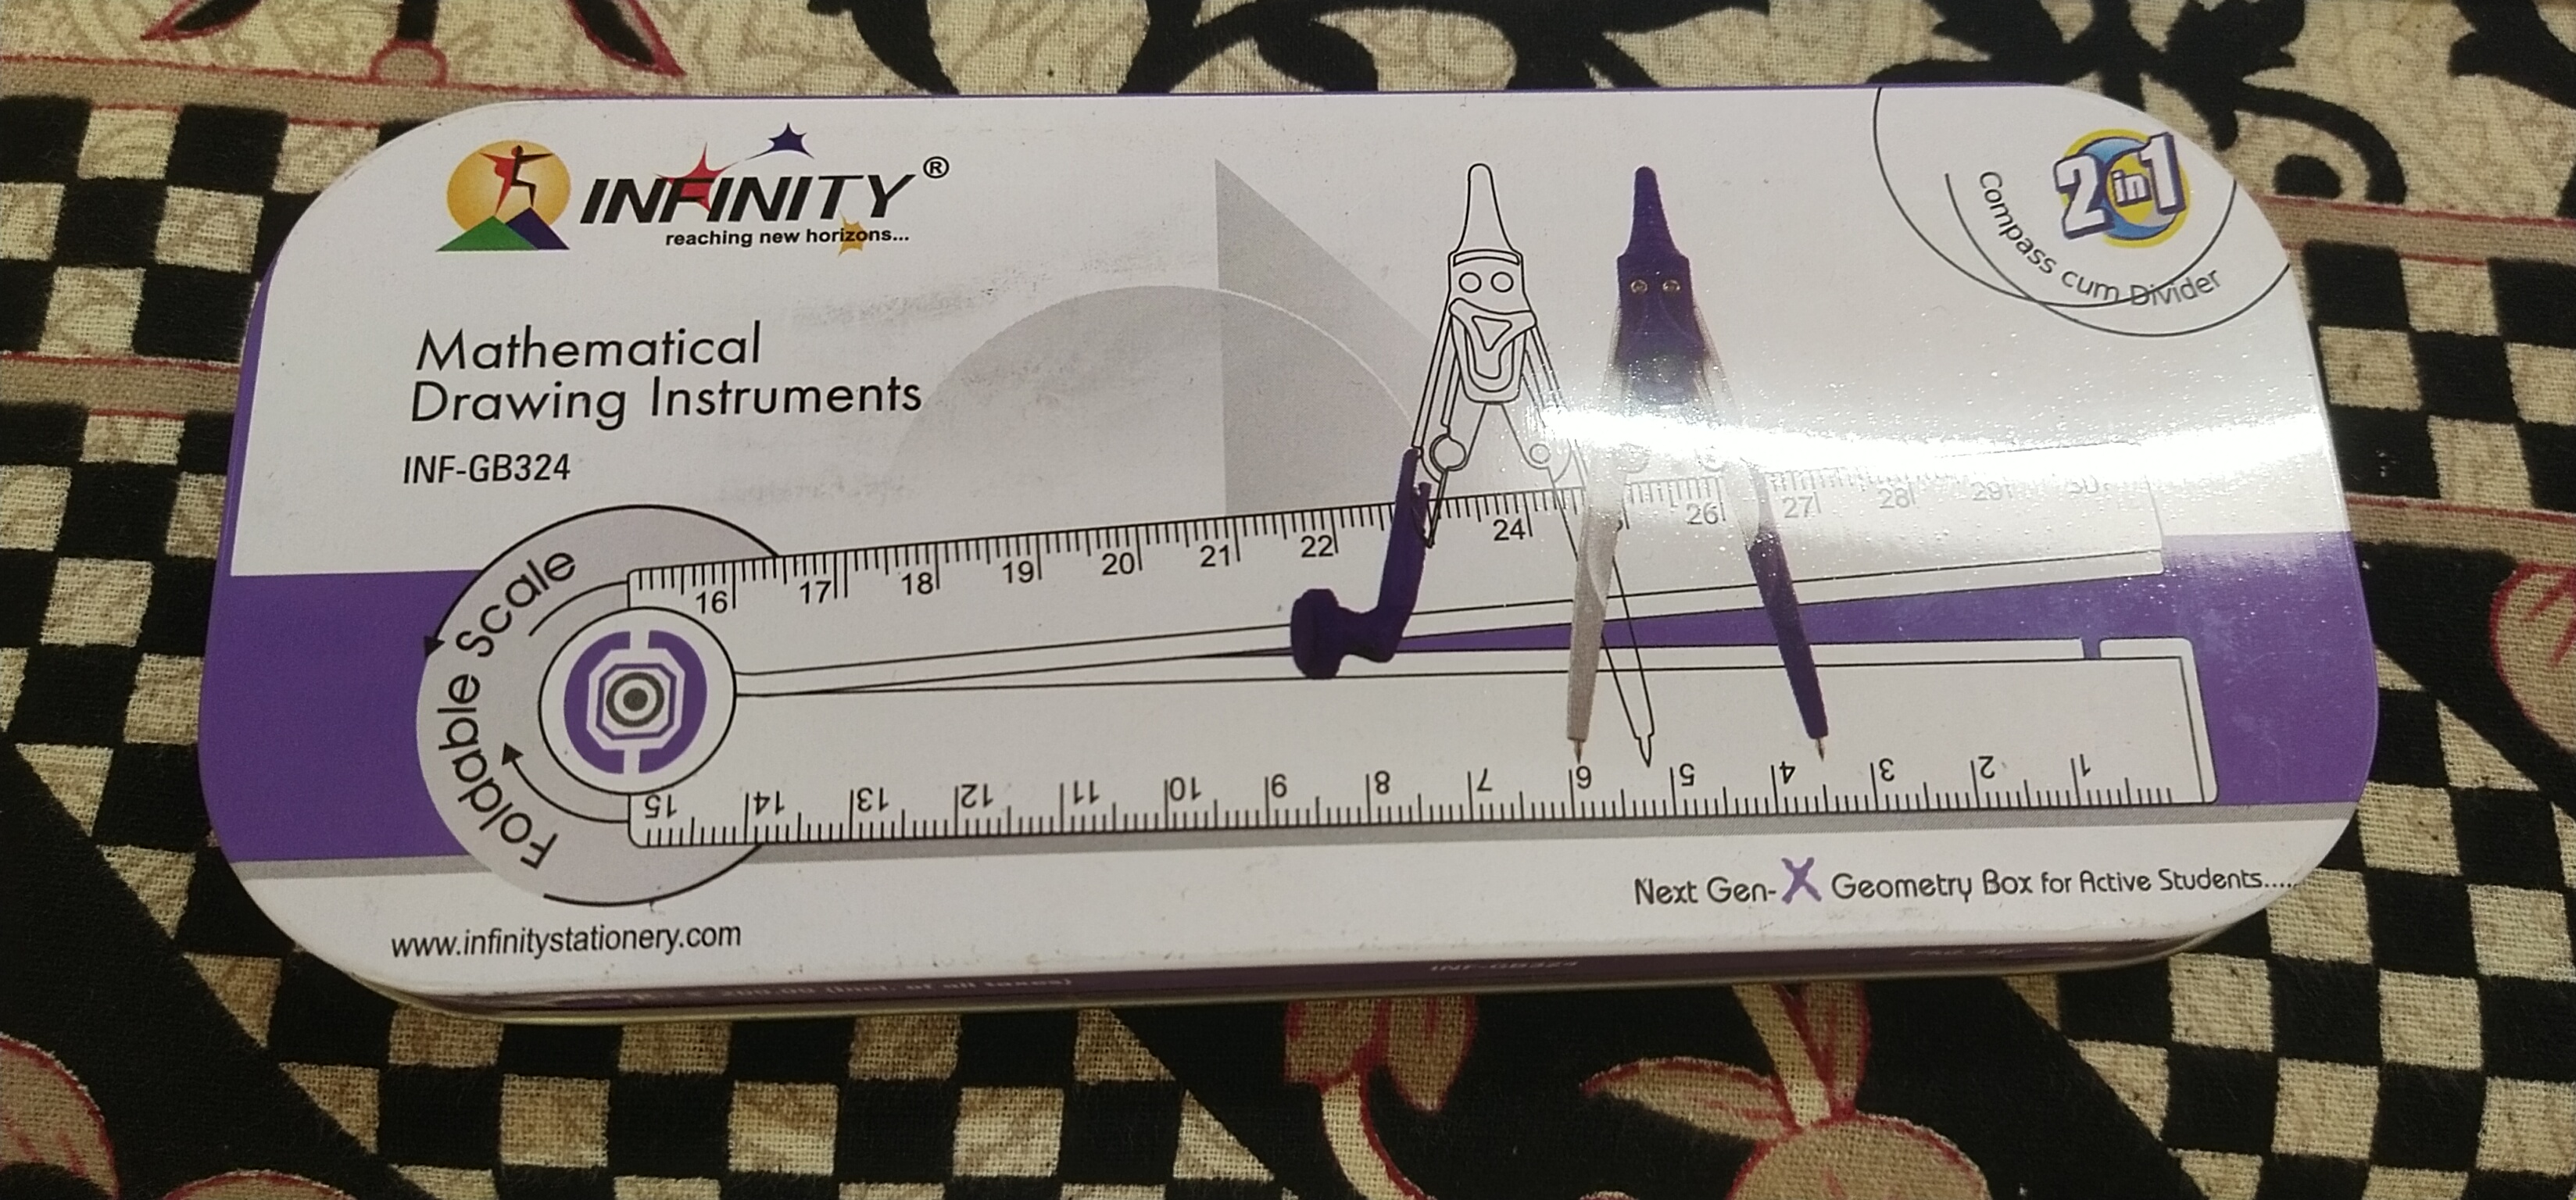 INFINITY®
reaching new horizons....
Mathematical
Drawing Instruments
INF-GB324
2 in 1
Compass cum Divider
Foldable Scale
16 17 18 19 20 21 22 24 26 27 28
15 14 13 12 11 10 9 8 7 6 5 4 3 2 1
www.infinitystationery.com
Next Gen-X Geometry Box for Active Students.....